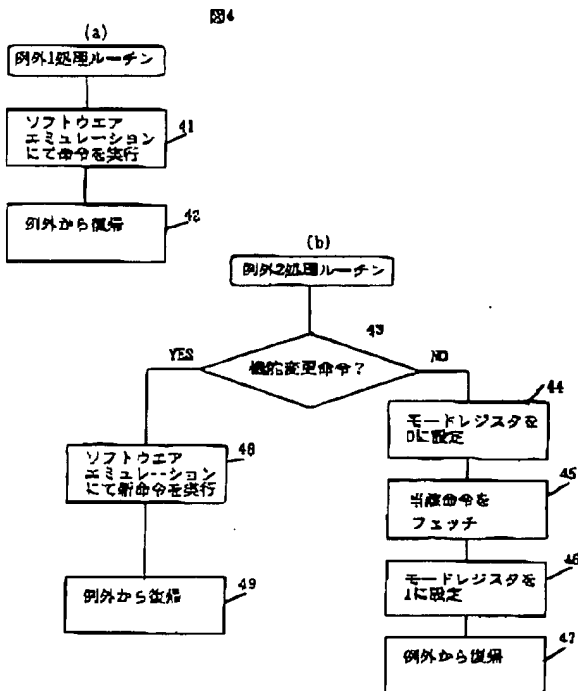 図4
(a)
例外1処理ルーチン
ソフトウエア
エミュレーション
にて命令を実行
41
例外から復帰
42
(b)
例外2処理ルーチン
43
機能変更命令?
YES
NO
44
モードレジスタを
0に設定
48
ソフトウエア
エミュレーション
にて新命令を実行
45
当該命令を
フェッチ
46
モードレジスタを
1に設定
例外から復帰
49
例外から復帰
47